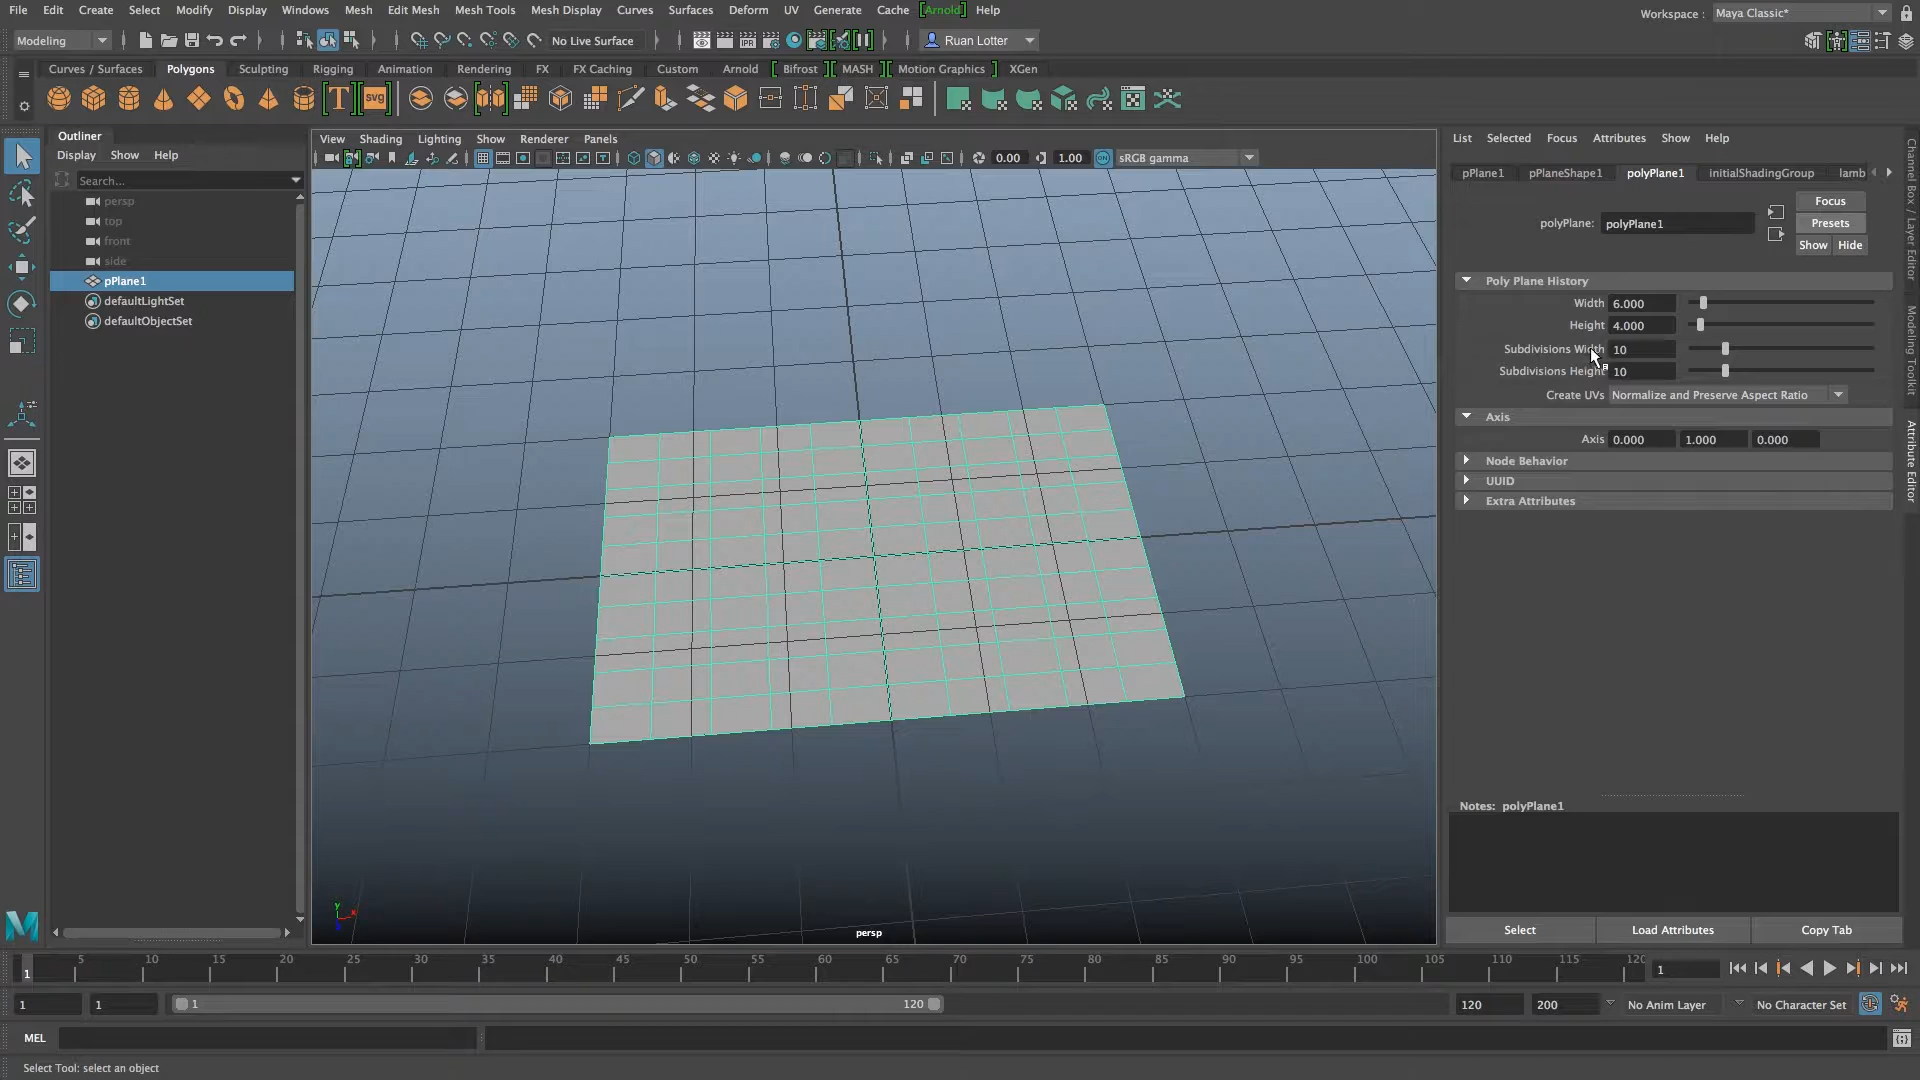 File Edit Create Select Modify Display Windows Mesh Edit Mesh Mesh Tools Mesh Display Curves Surfaces Deform UV Generate Cache [Arnold] Help
Workspace : Maya Classic*
Modeling No Live Surface Ruan Lotter
Curves / Surfaces Polygons Sculpting Rigging Animation Rendering FX FX Caching Custom Arnold Bifrost MASH Motion Graphics XGen
T svg
Outliner
Display Show Help
Search...
persp
top
front
side
pPlane1
defaultLightSet
defaultObjectSet
View Shading Lighting Show Renderer Panels
0.00 1.00 sRGB gamma
persp
List Selected Focus Attributes Show Help
pPlane1 pPlaneShape1 polyPlane1 initialShadingGroup lamb
Focus
polyPlane: polyPlane1 Presets
Show Hide
Poly Plane History
Width 6.000
Height 4.000
Subdivisions Width 10
Subdivisions Height 10
Create UVs Normalize and Preserve Aspect Ratio
Axis
Axis 0.000 1.000 0.000
Node Behavior
UUID
Extra Attributes
Notes: polyPlane1
Select Load Attributes Copy Tab
Channel Box / Layer Editor
Modeling Toolkit
Attribute Editor
1 5 10 15 20 25 30 35 40 45 50 55 60 65 70 75 80 85 90 95 100 105 110 115 120 1
1 1 1 120 120 200 No Anim Layer No Character Set
MEL
Select Tool: select an object